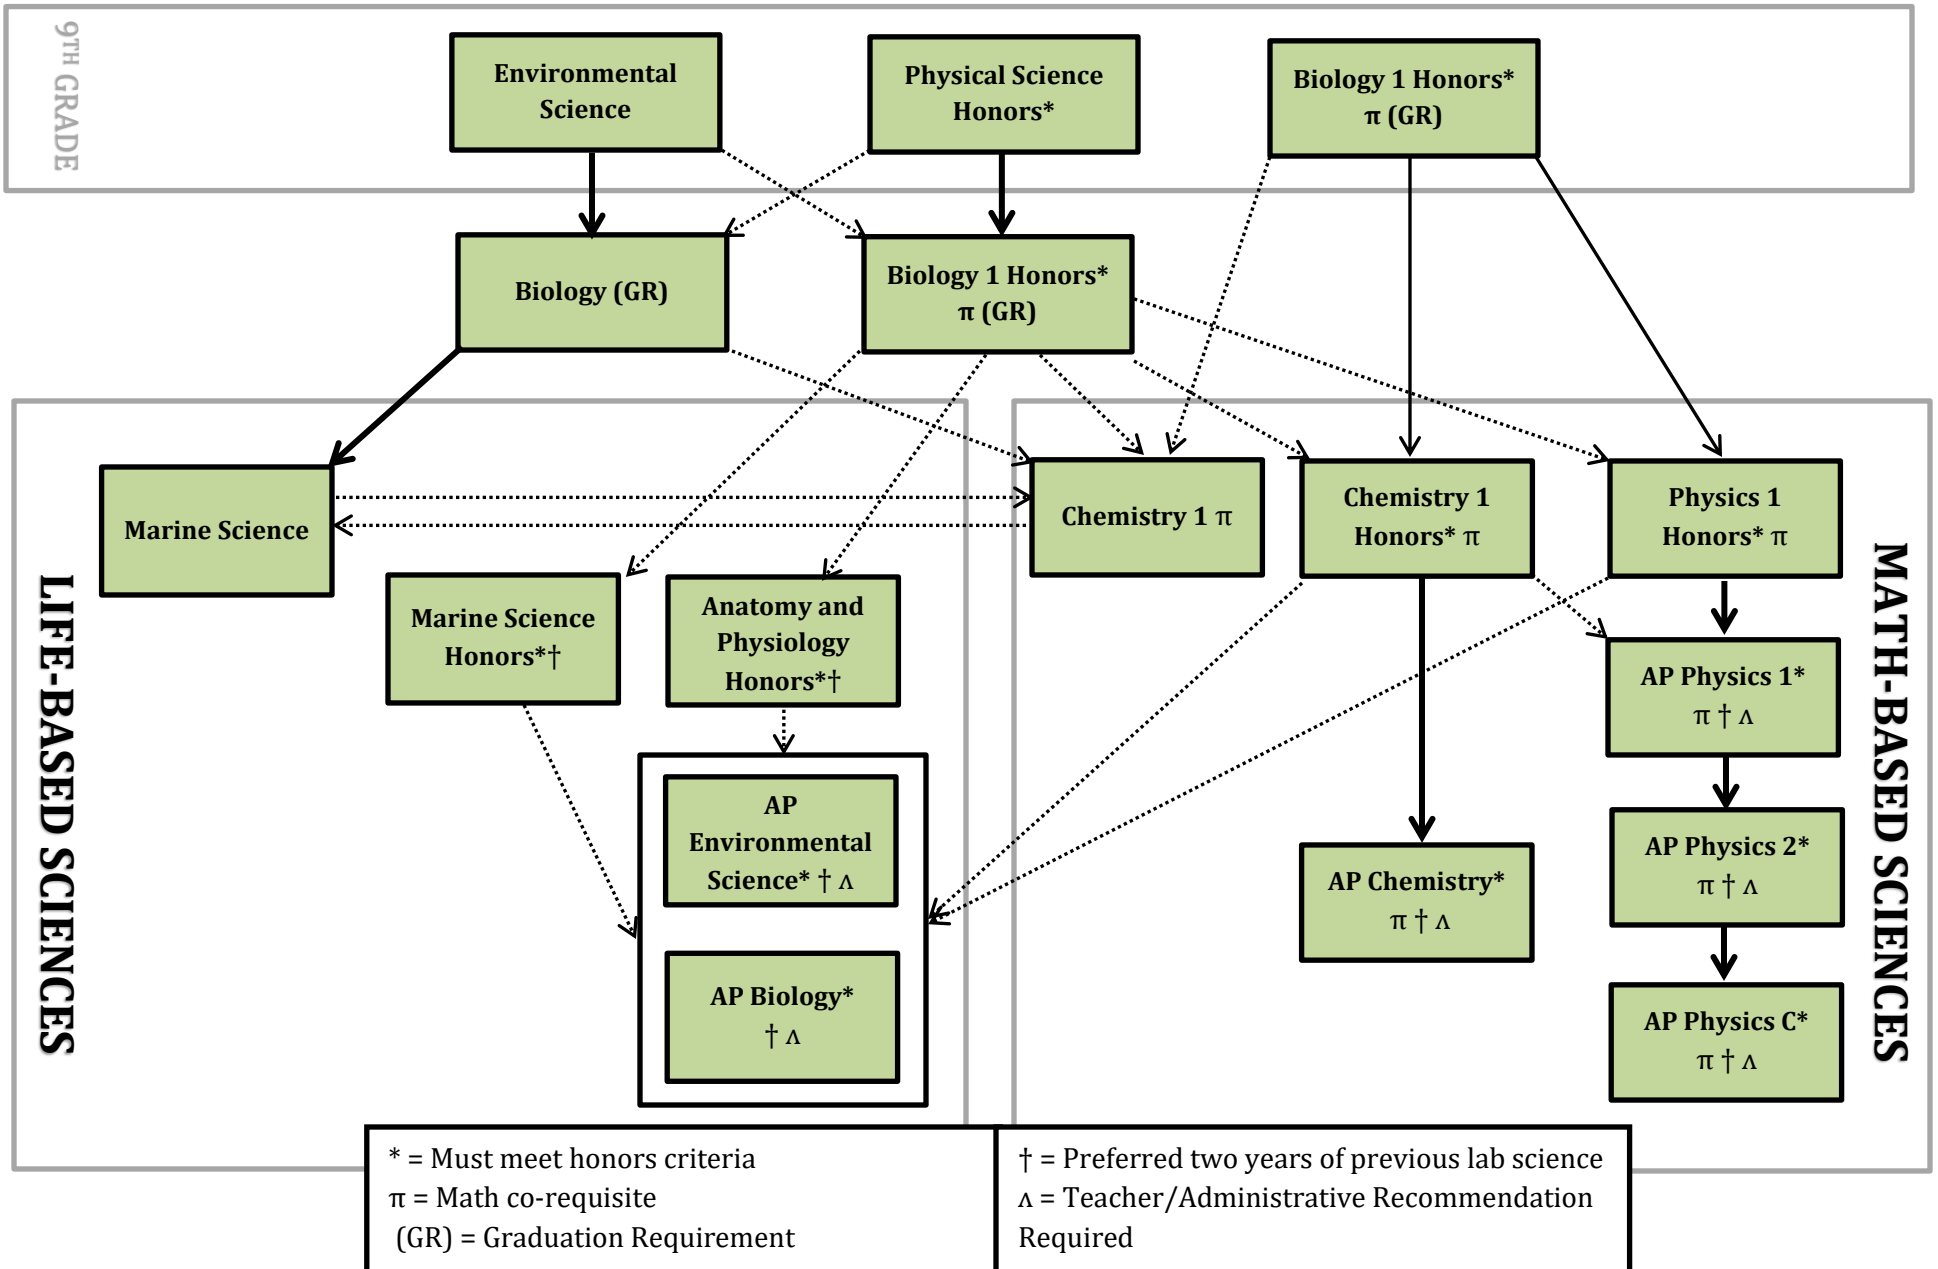 9TH GRADE
Environmental
Science
Physical Science
Honors*
Biology 1 Honors*
π (GR)
Biology (GR)
Biology 1 Honors*
π (GR)
LIFE-BASED SCIENCES
Marine Science
Marine Science
Honors*†
Anatomy and
Physiology
Honors*†
AP
Environmental
Science* † ʌ
AP Biology*
† ʌ
MATH-BASED SCIENCES
Chemistry 1 π
Chemistry 1
Honors* π
Physics 1
Honors* π
AP Physics 1*
π † ʌ
AP Chemistry*
π † ʌ
AP Physics 2*
π † ʌ
AP Physics C*
π † ʌ
* = Must meet honors criteria
π = Math co-requisite
(GR) = Graduation Requirement
† = Preferred two years of previous lab science
ʌ = Teacher/Administrative Recommendation
Required